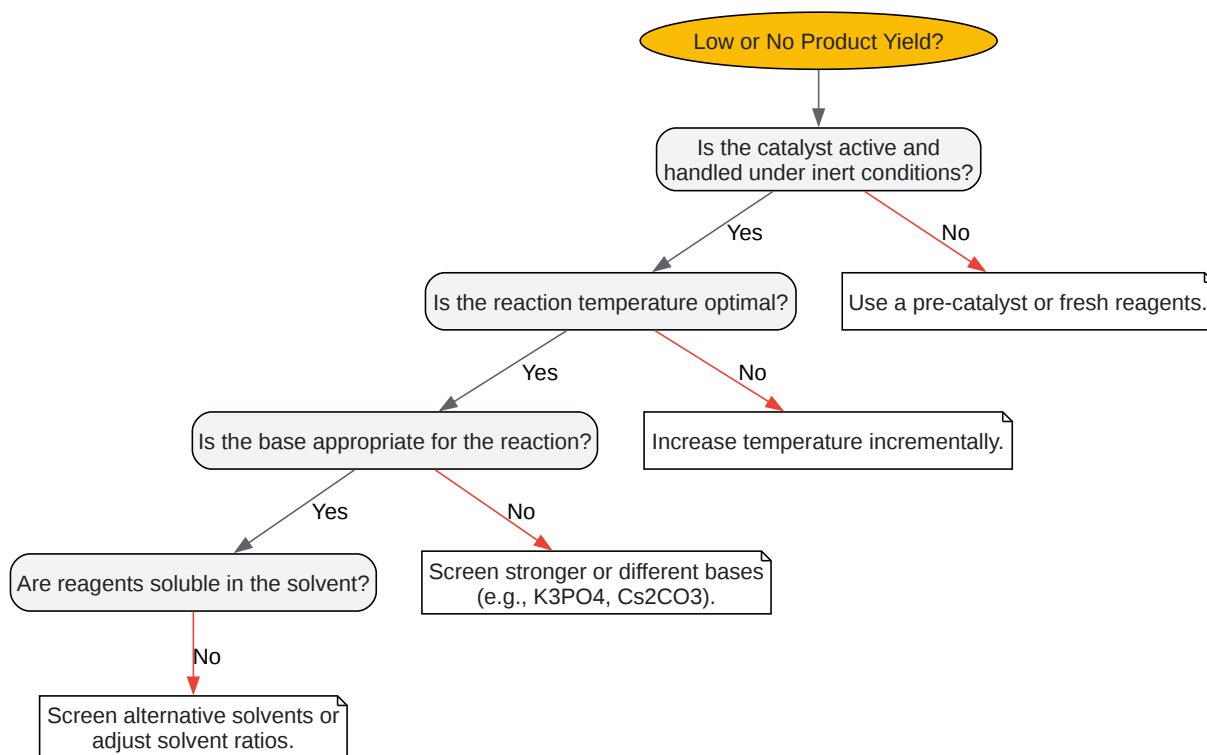 Low or No Product Yield?
Is the catalyst active and
handled under inert conditions?
Yes
No
Is the reaction temperature optimal?
Use a pre-catalyst or fresh reagents.
Yes
No
Is the base appropriate for the reaction?
Increase temperature incrementally.
Yes
No
Are reagents soluble in the solvent?
Screen stronger or different bases
(e.g., K3PO4, Cs2CO3).
No
Screen alternative solvents or
adjust solvent ratios.